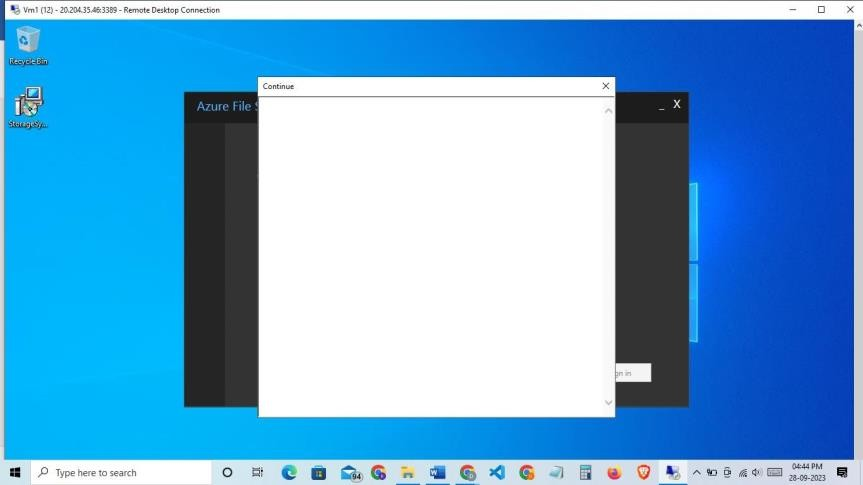 Vm1 (12) - 20.204.35.46:3389 - Remote Desktop Connection
Recycle Bin
StorageSy...
Continue
Azure File S
X
gn in
Type here to search
94
04:44 PM
28-09-2023